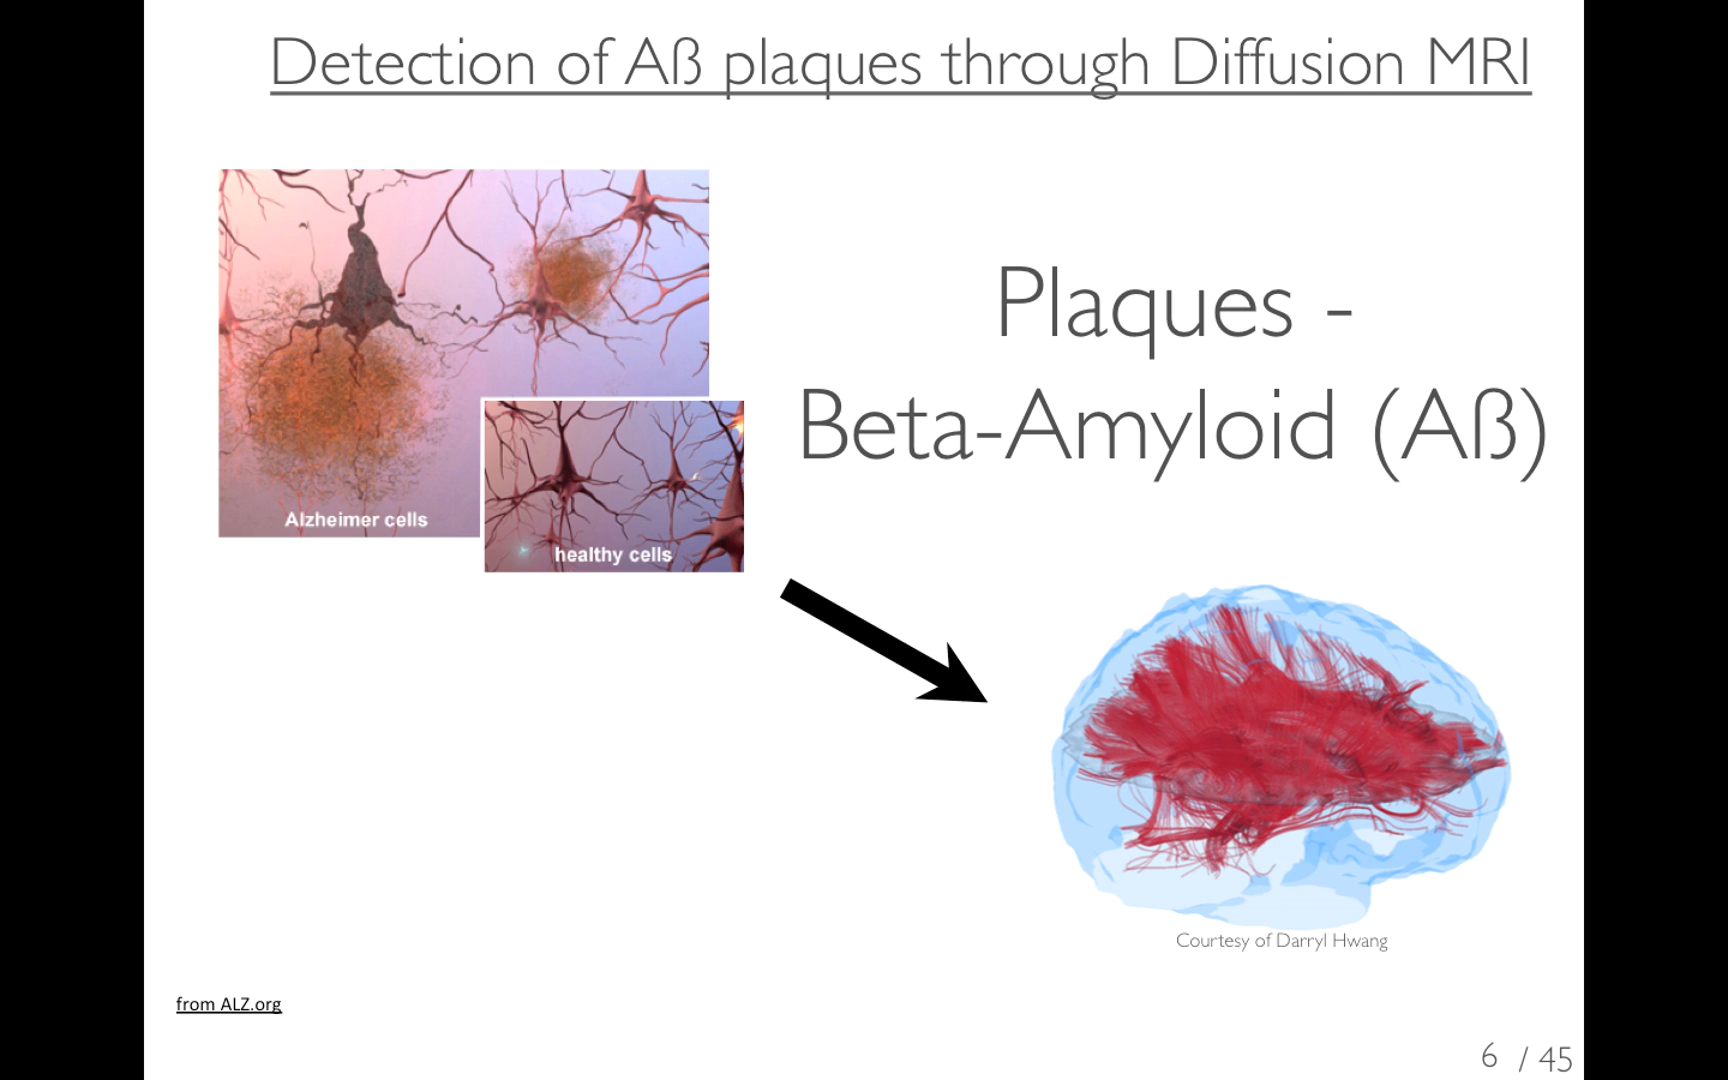 Detection of Aß plaques through Diffusion MRI
Plaques -
Beta-Amyloid (Aß)
Alzheimer cells
healthy cells
Courtesy of Darryl Hwang
from ALZ.org
6 / 45